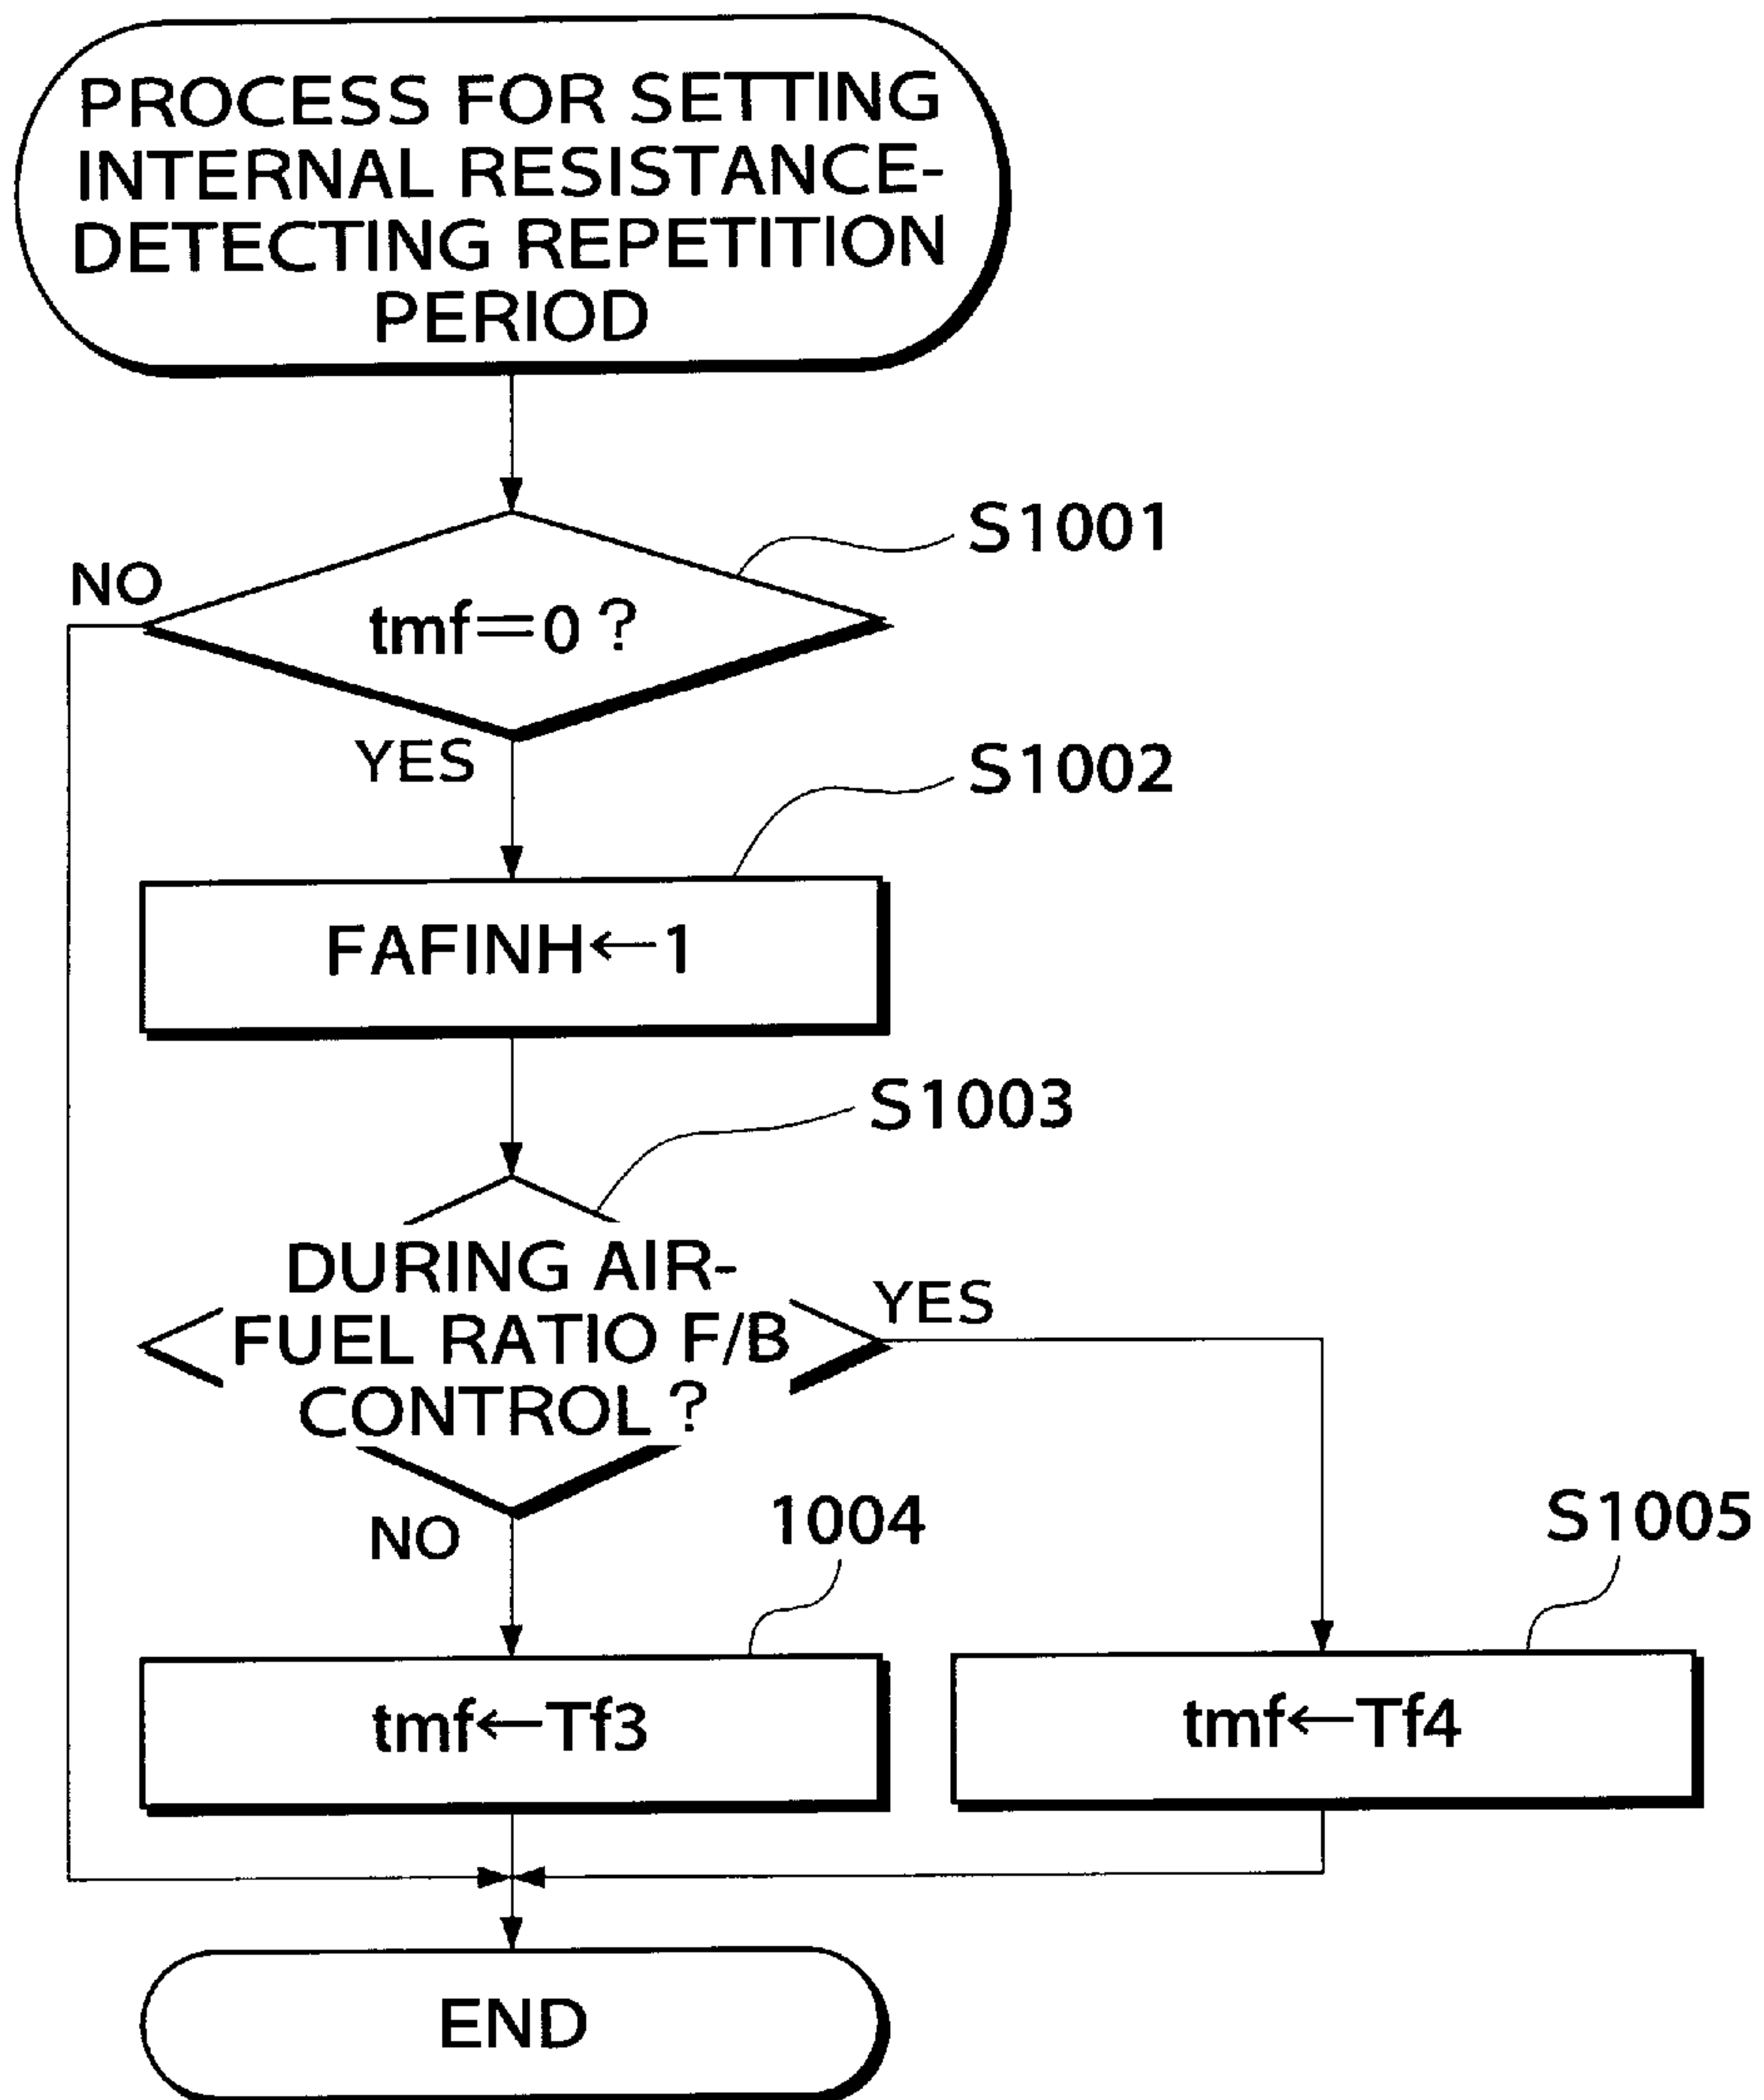 PROCESS FOR SETTING
INTERNAL RESISTANCE-
DETECTING REPETITION
PERIOD
S1001
NO
tmf=0?
YES
S1002
FAFINH←1
S1003
DURING AIR-
FUEL RATIO F/B
CONTROL?
YES
NO
1004
S1005
tmf←Tf3
tmf←Tf4
END